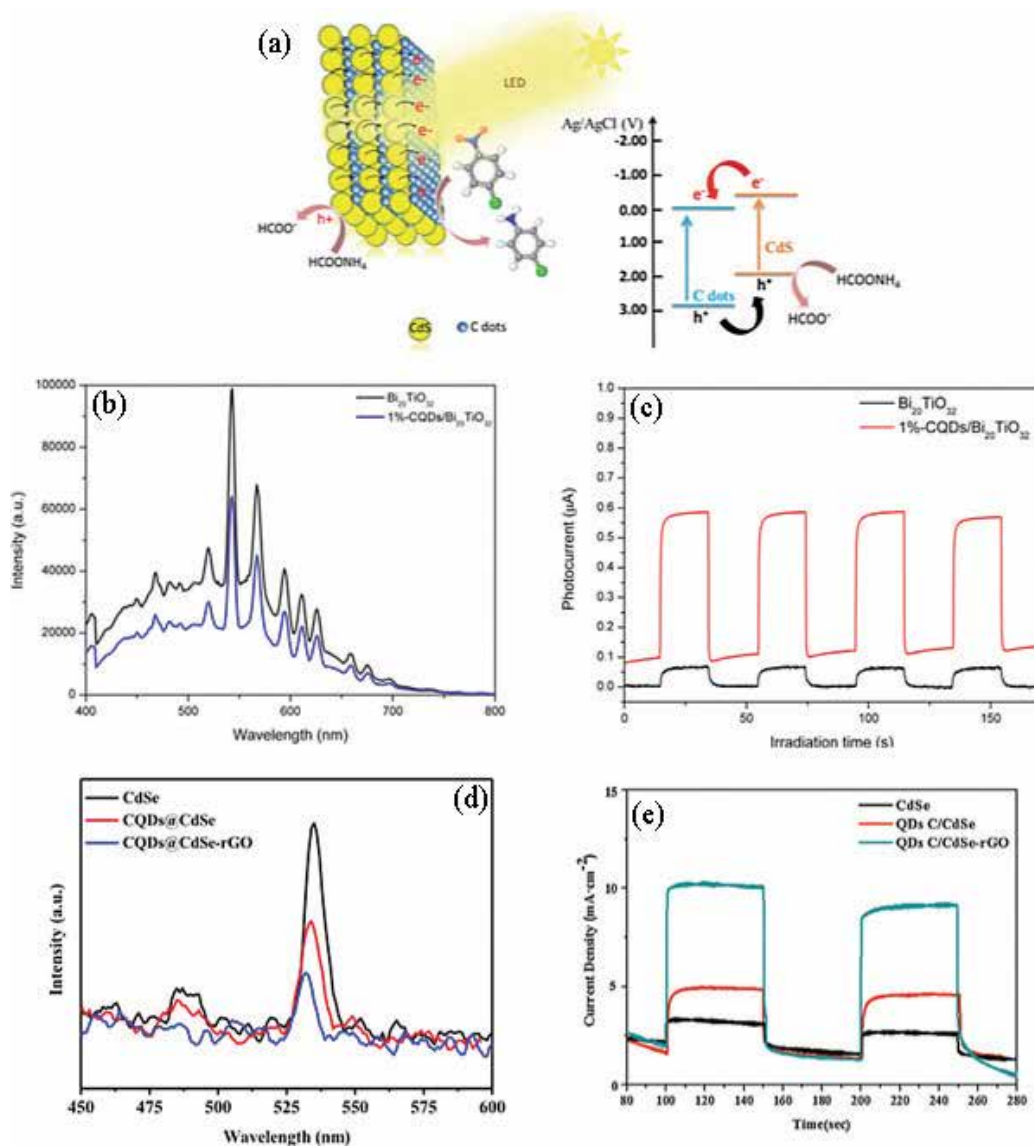 (a)
LED
e-
e-
e-
e-
e-
HCOO⁻
h+
HCOONH₄
CdS
C dots
Ag/AgCl (V)
-2.00
-1.00
0.00
1.00
2.00
3.00
e⁻
e⁻
CdS
C dots
h⁺
h⁺
HCOONH₄
HCOO⁻
(b)
Bi₂₀TiO₃₂
1%-CQDs/Bi₂₀TiO₃₂
100000
80000
60000
40000
20000
0
Intensity (a.u.)
400
500
600
700
800
Wavelength (nm)
(c)
Bi₂₀TiO₃₂
1%-CQDs/Bi₂₀TiO₃₂
1.0
0.9
0.8
0.7
0.6
0.5
0.4
0.3
0.2
0.1
0.0
Photocurrent (μA)
0
50
100
150
Irradiation time (s)
(d)
CdSe
CQDs@CdSe
CQDs@CdSe-rGO
Intensity (a.u.)
450
475
500
525
550
575
600
Wavelength (nm)
(e)
CdSe
QDs C/CdSe
QDs C/CdSe-rGO
15
10
5
0
Current Density (mA·cm⁻²)
80
100
120
140
160
180
200
220
240
260
280
Time(sec)